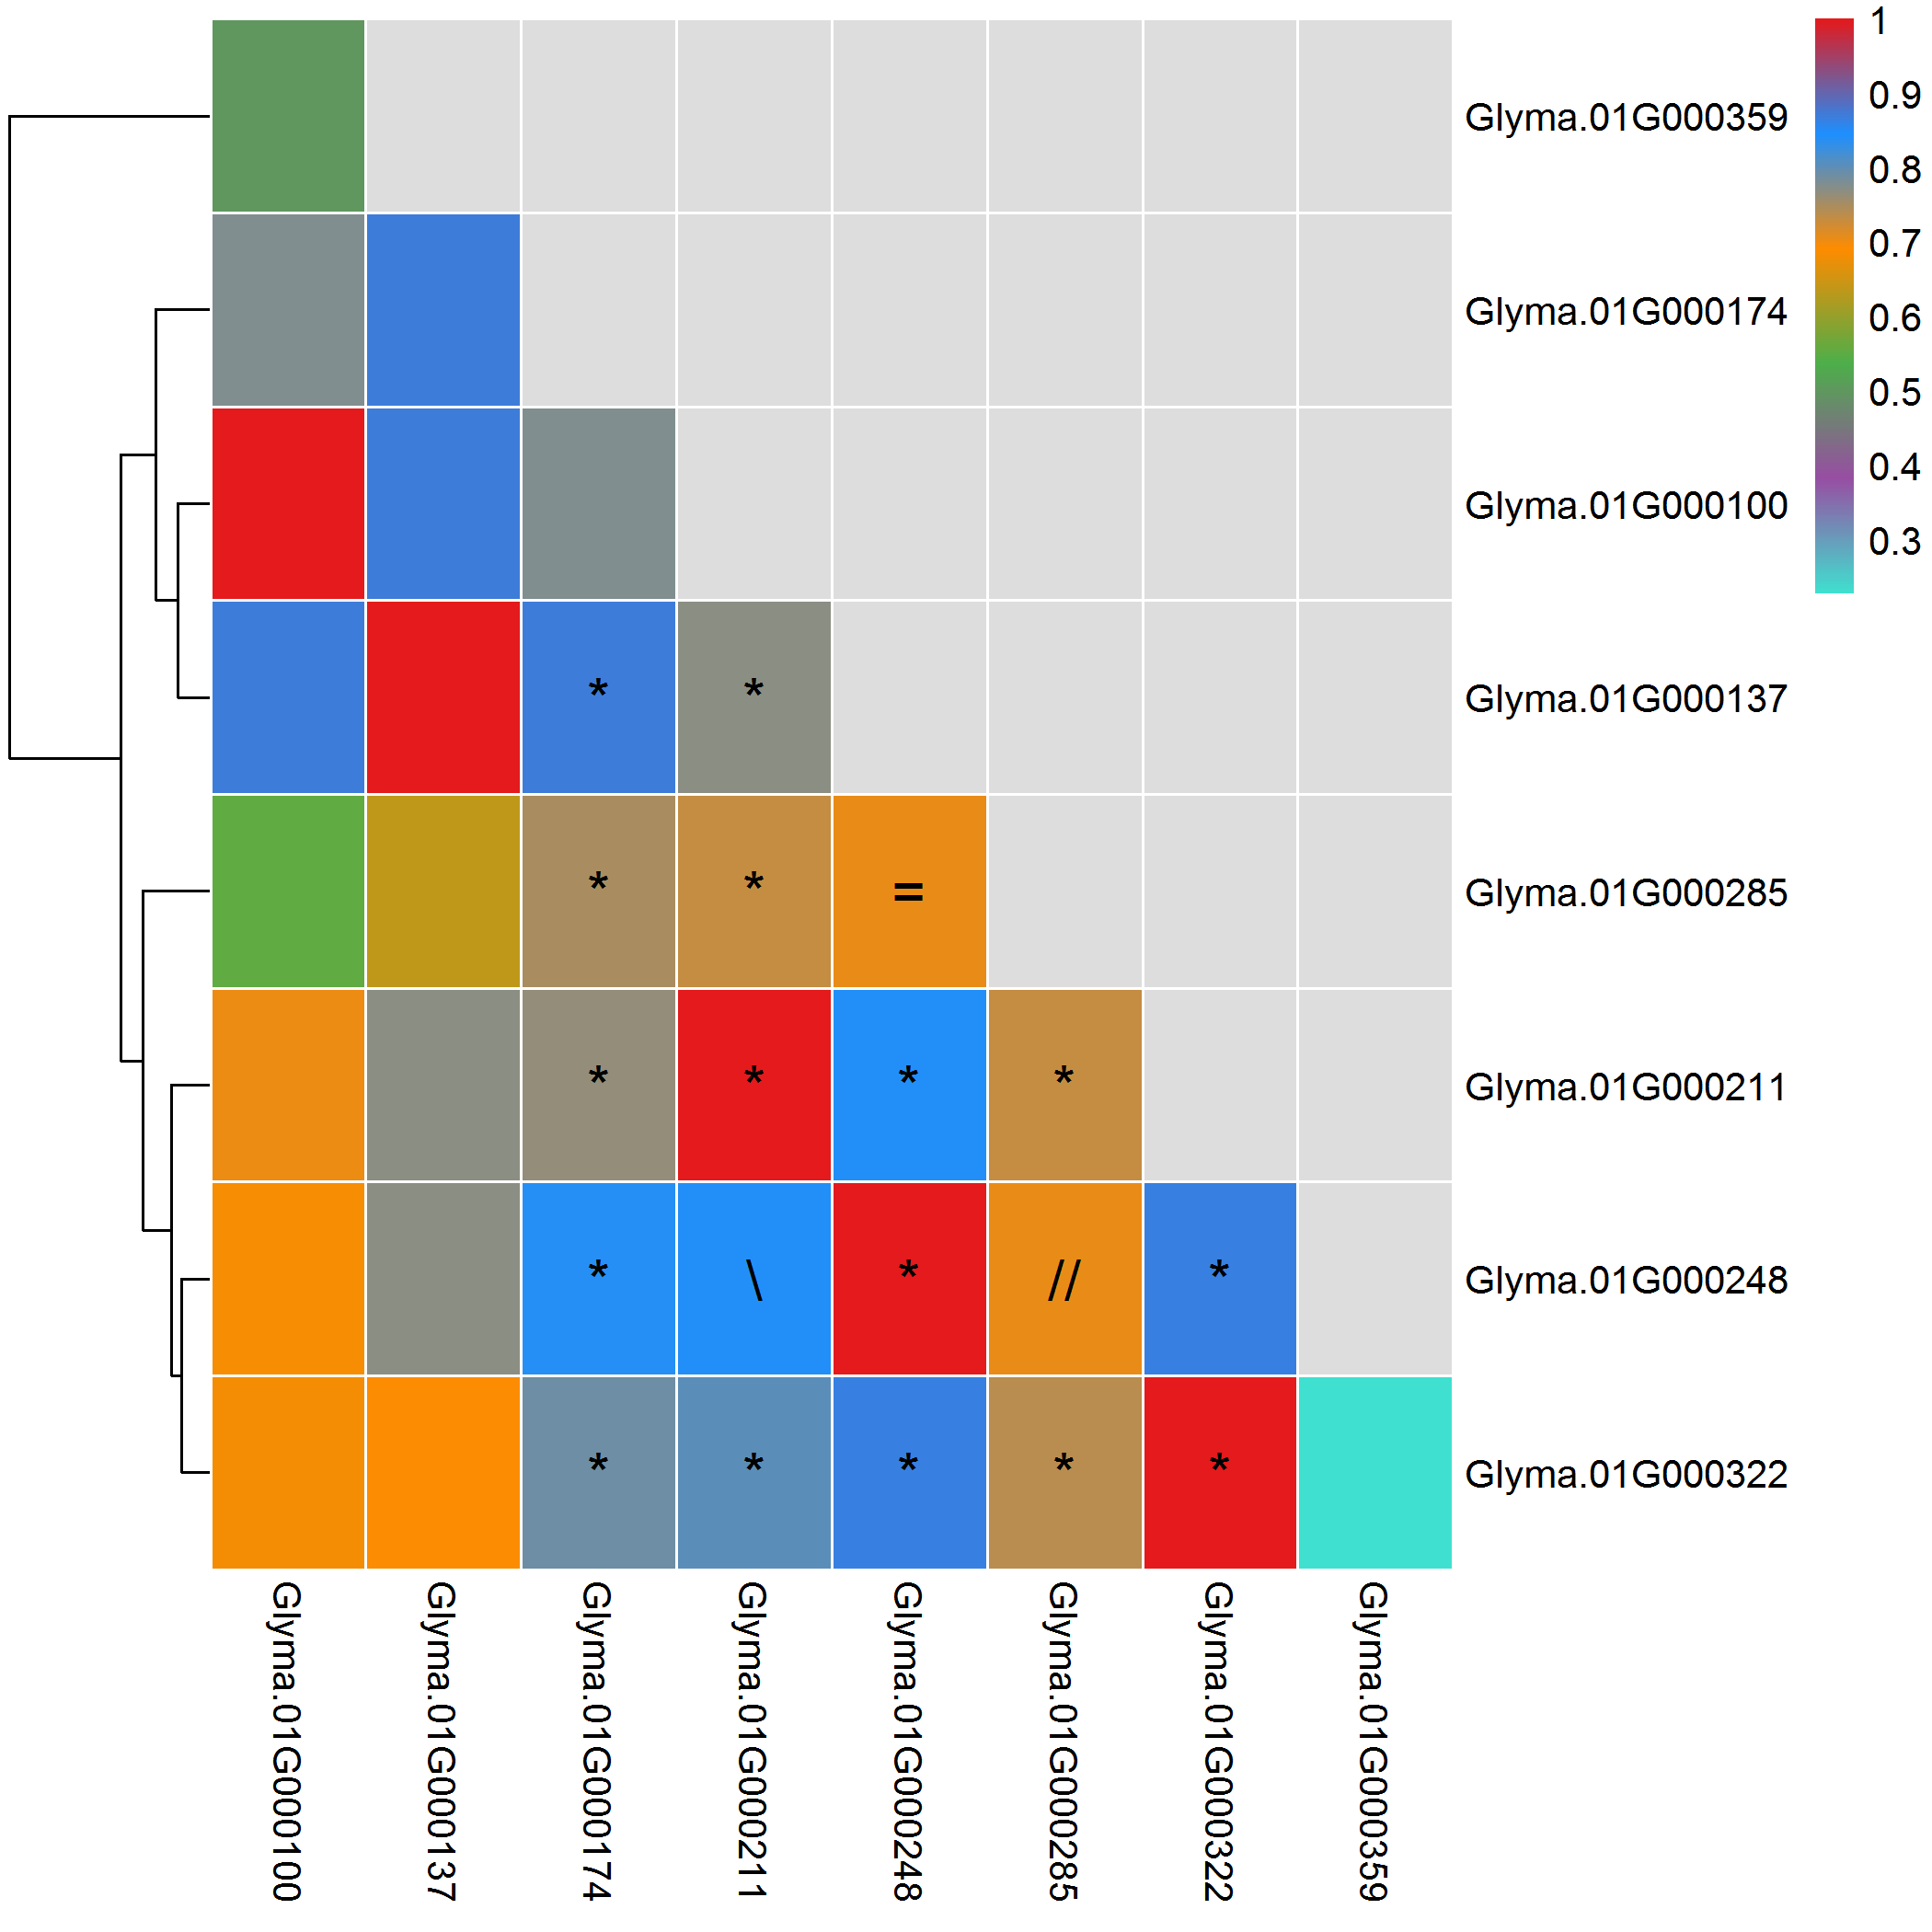 1
0.9
0.8
0.7
0.6
0.5
0.4
0.3
Glyma.01G000359
Glyma.01G000174
Glyma.01G000100
Glyma.01G000137
* *
Glyma.01G000285
* * =
Glyma.01G000211
* * * *
Glyma.01G000248
* \ * // *
Glyma.01G000322
* * * * *
Glyma.01G000100
Glyma.01G000137
Glyma.01G000174
Glyma.01G000211
Glyma.01G000248
Glyma.01G000285
Glyma.01G000322
Glyma.01G000359